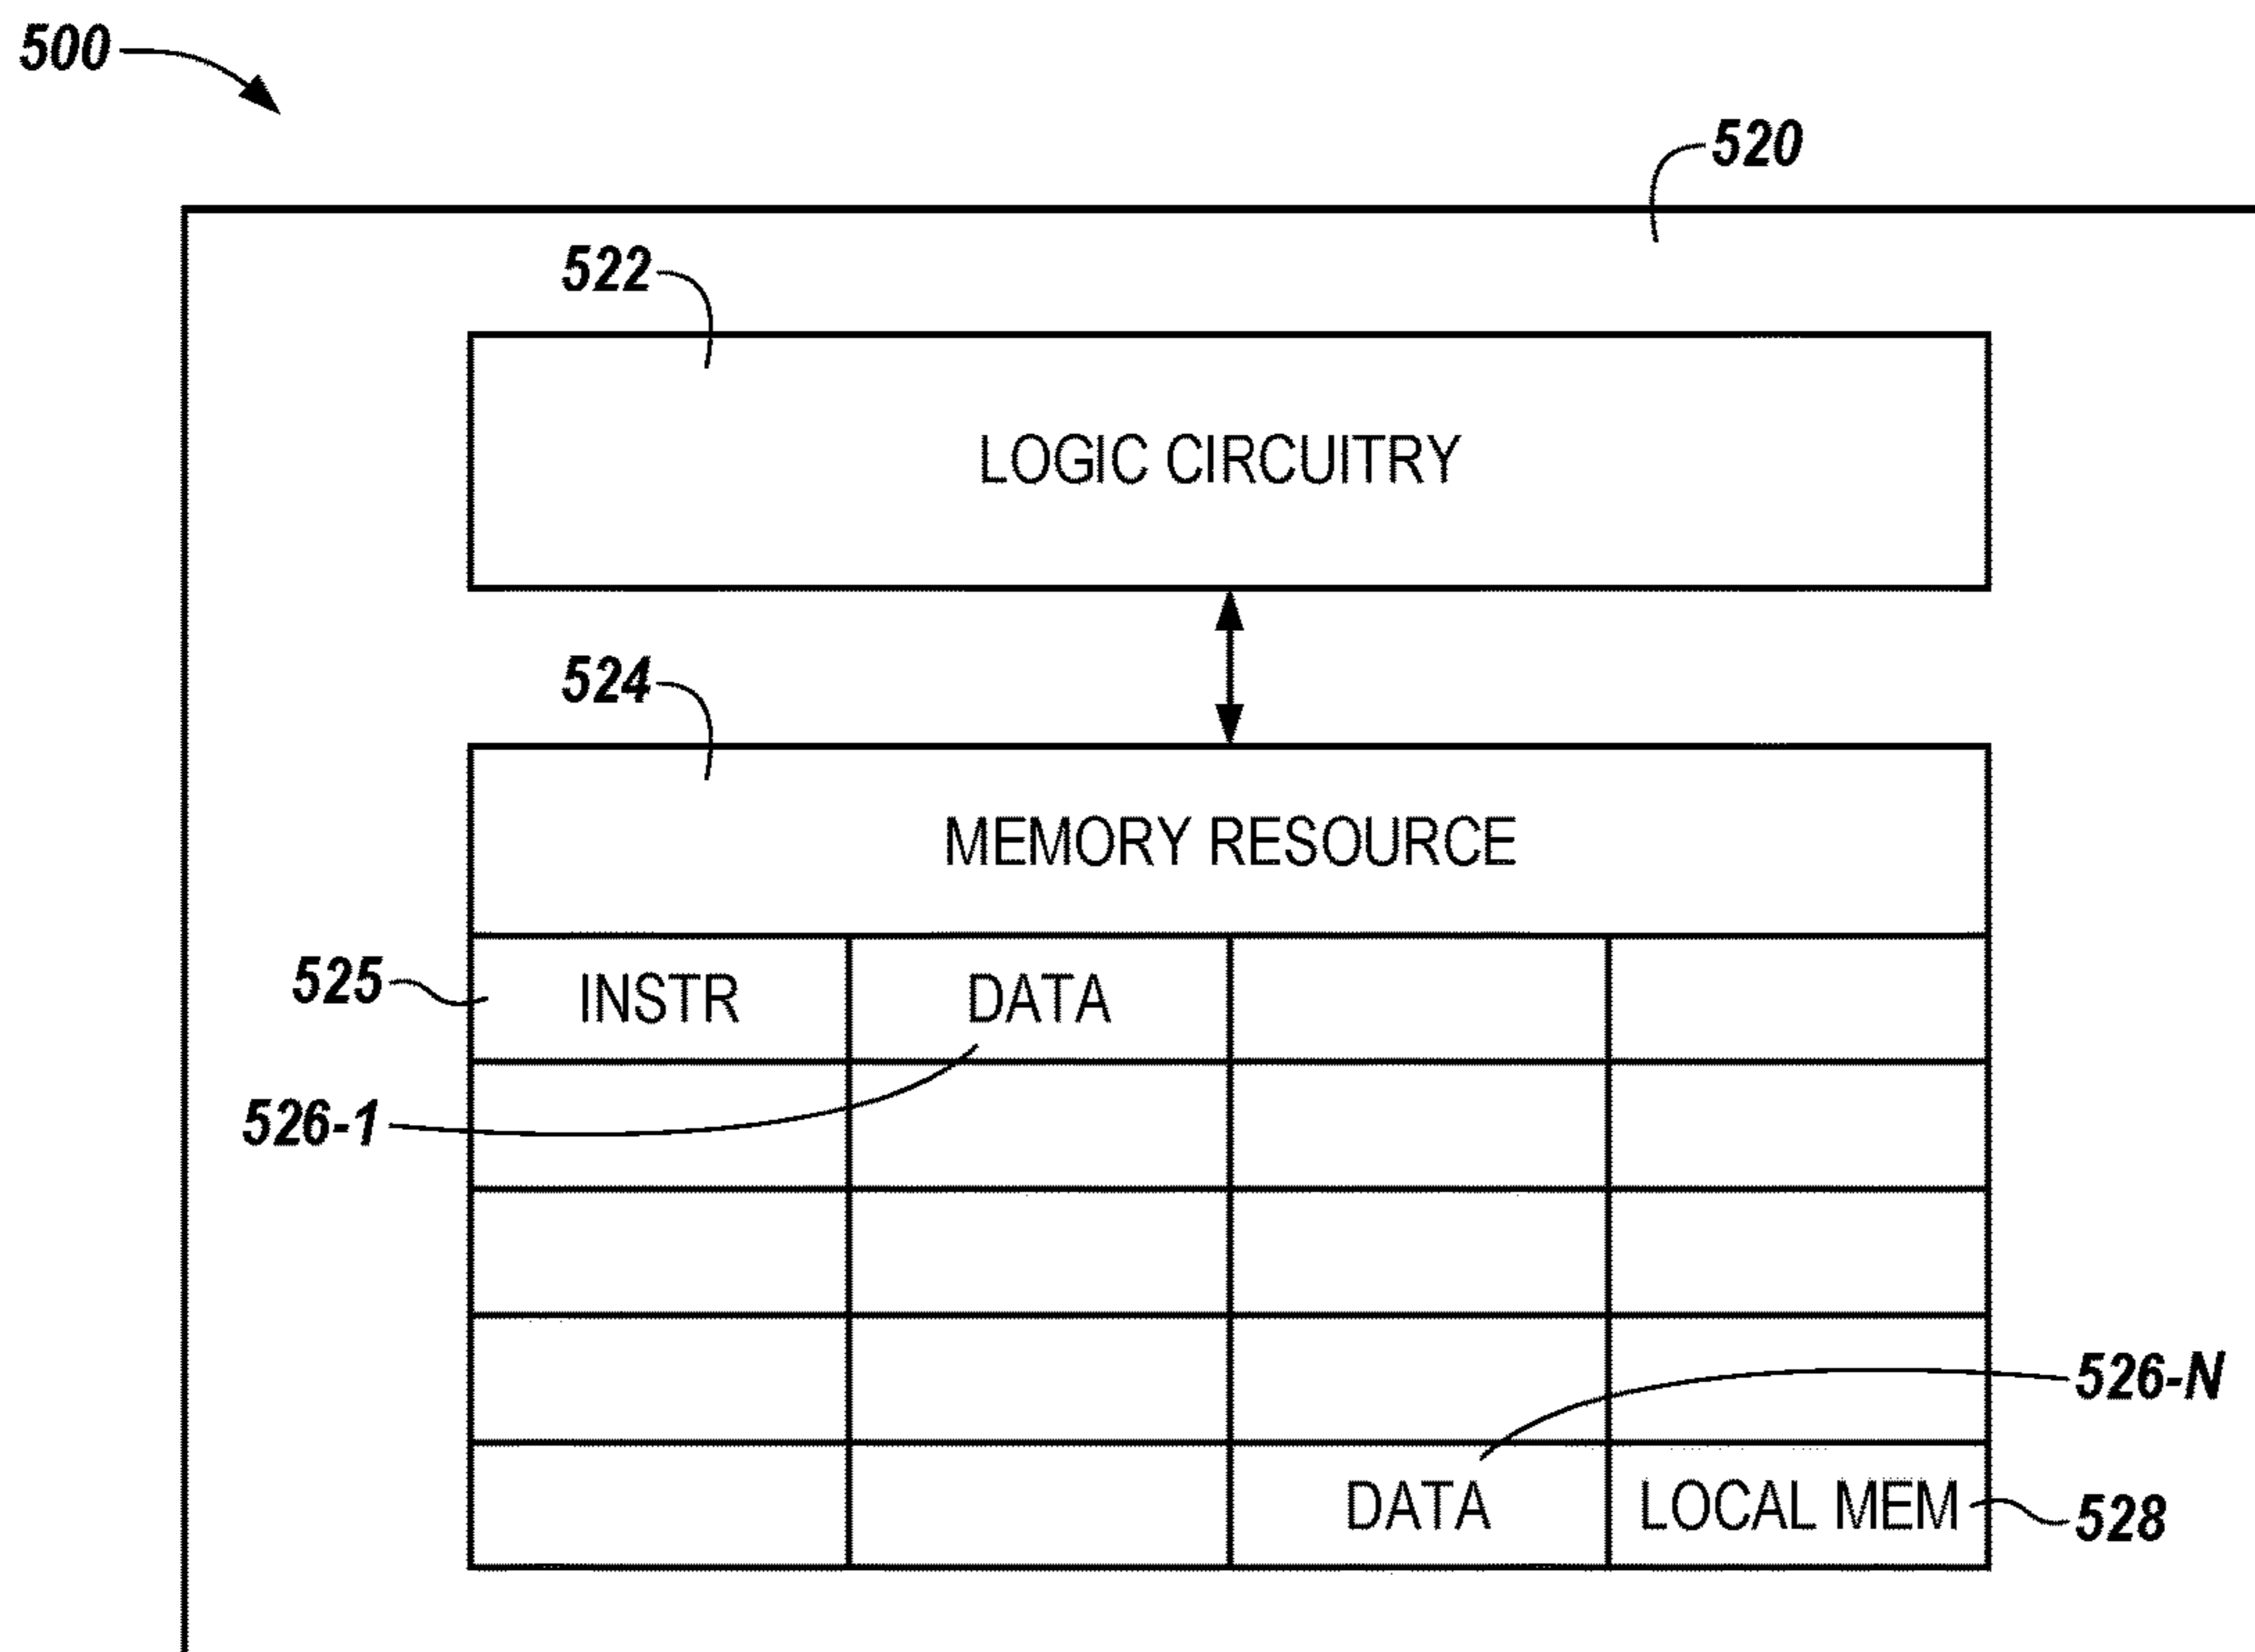 500
520
522
LOGIC CIRCUITRY
524
MEMORY RESOURCE
525 INSTR DATA
526-1
526-N
DATA LOCAL MEM 528